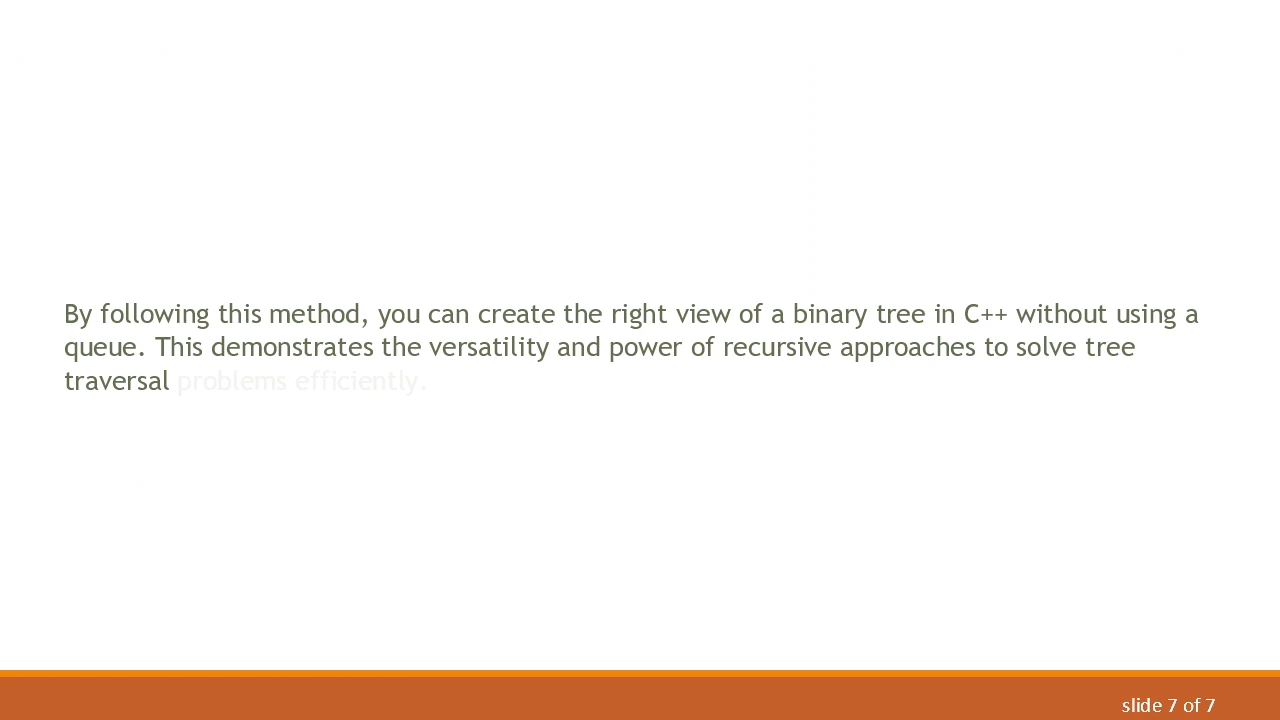 By following this method, you can create the right view of a binary tree in C++ without using a
queue. This demonstrates the versatility and power of recursive approaches to solve tree
traversal problems efficiently.
slide 7 of 7